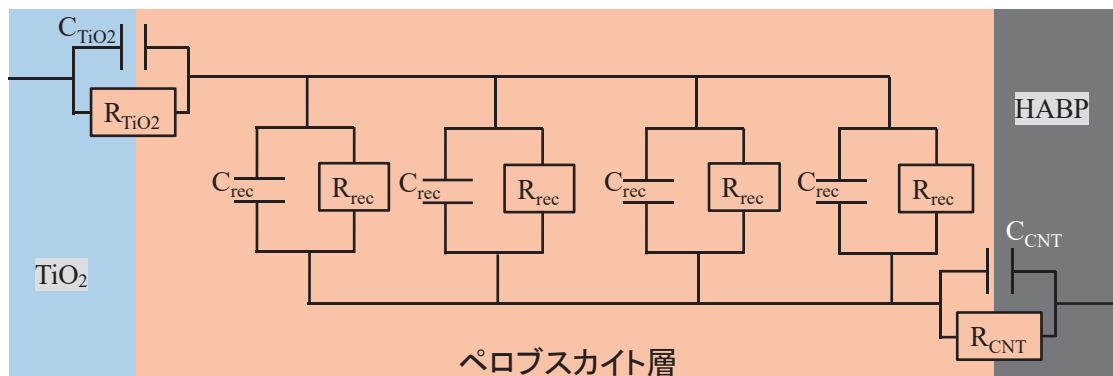 C_TiO2
R_TiO2
HABP
C_rec
R_rec
C_rec
R_rec
C_rec
R_rec
C_rec
R_rec
C_CNT
TiO₂
R_CNT
ペロブスカイト層